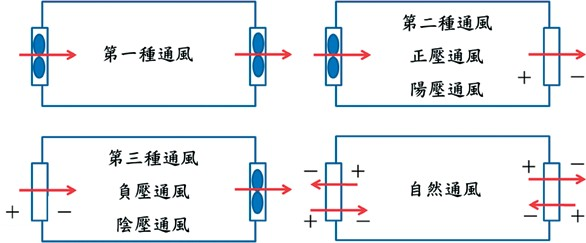 第一種通風
第二種通風
正壓通風
陽壓通風
+ −
第三種通風
負壓通風
陰壓通風
+ −
自然通風
− +
+ −
+ −
− +